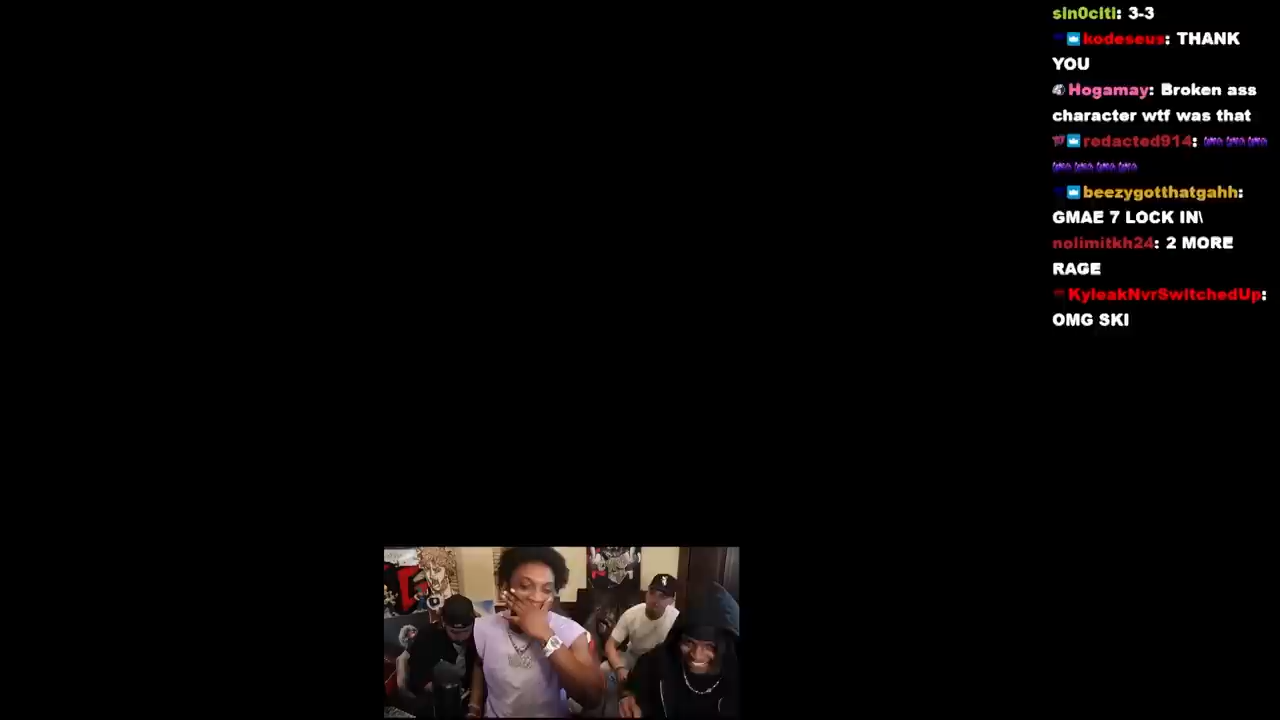 sin0citi: 3-3
kodeseus: THANK
YOU
Hogamay: Broken ass
character wtf was that
redacted914:
beezygotthatgahh:
GMAE 7 LOCK IN\
nolimitkh24: 2 MORE
RAGE
KyleakNvrSwitchedUp:
OMG SKI